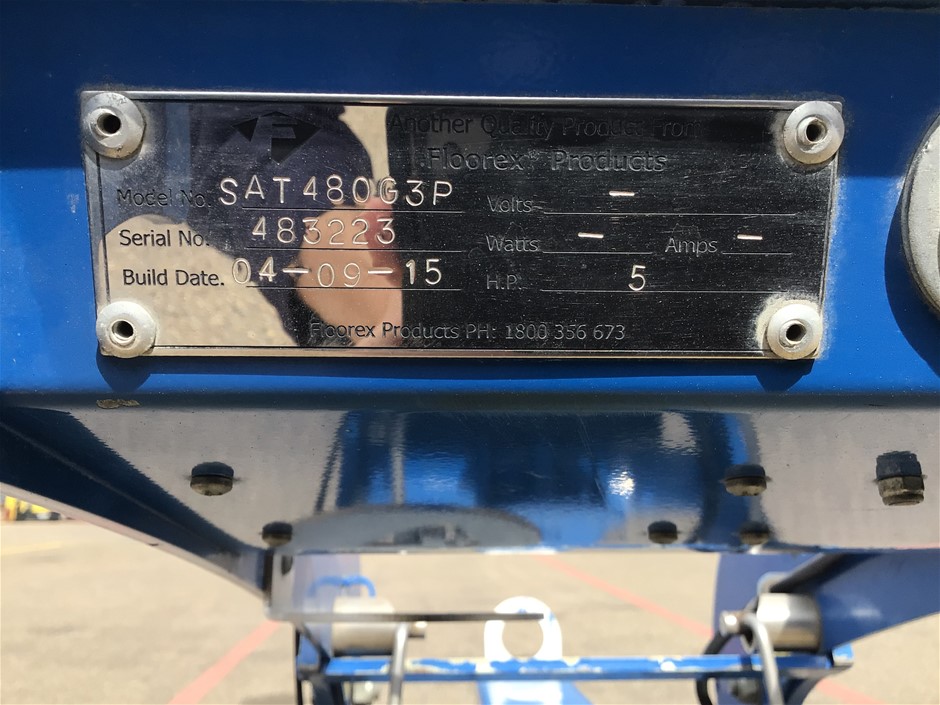 F
Another Quality Product From
Floorex® Products
Model No. SAT480G3P Volts -
Serial No. 483223 Watts - Amps -
Build Date. 04-09-15 H.P. 5
Floorex Products PH: 1800 356 673